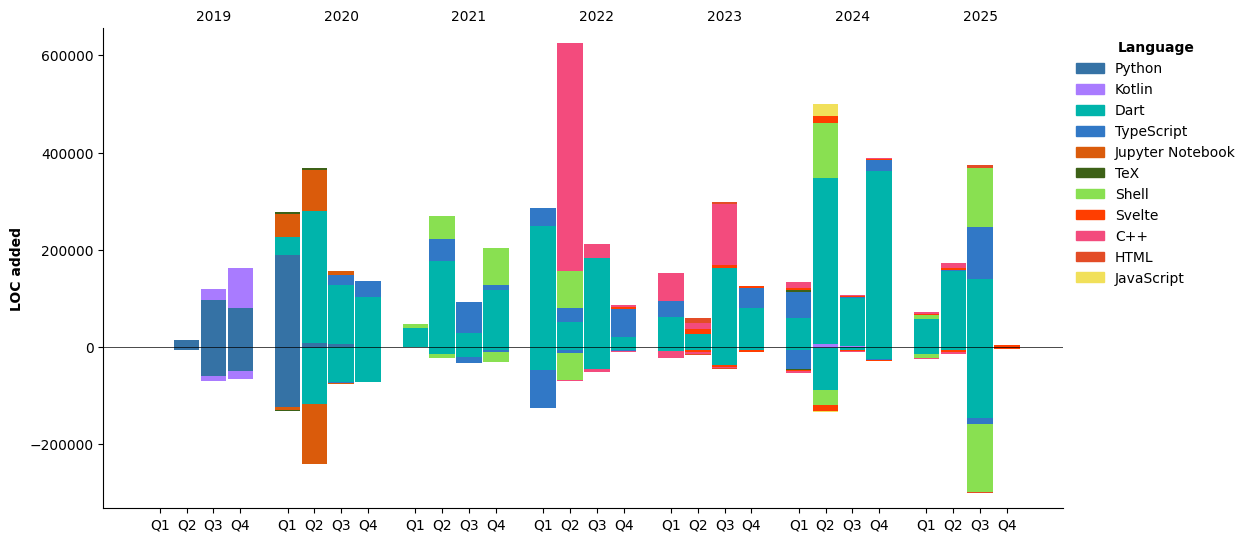 2019 2020 2021 2022 2023 2024 2025
600000
400000
200000
0
−200000
LOC added
Q1 Q2 Q3 Q4 Q1 Q2 Q3 Q4 Q1 Q2 Q3 Q4 Q1 Q2 Q3 Q4 Q1 Q2 Q3 Q4 Q1 Q2 Q3 Q4 Q1 Q2 Q3 Q4
Language
Python
Kotlin
Dart
TypeScript
Jupyter Notebook
TeX
Shell
Svelte
C++
HTML
JavaScript